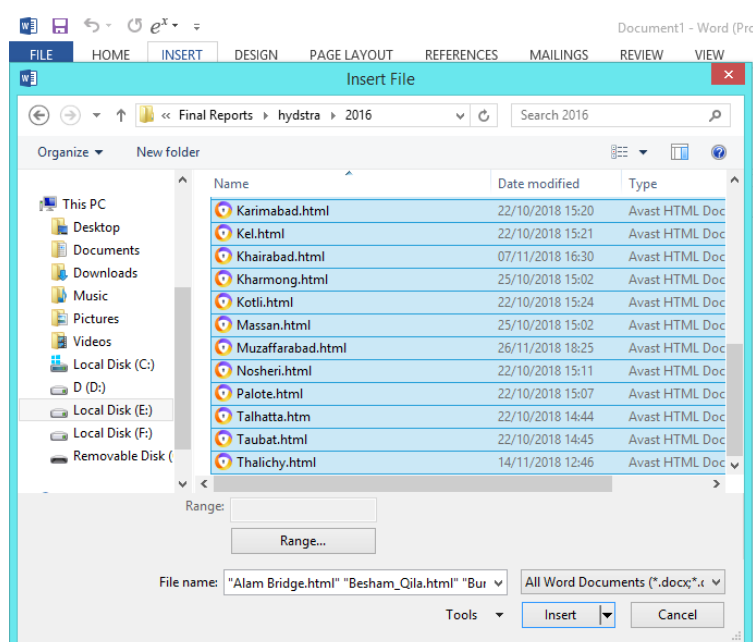 e^x
Document1 - Word (Pro
FILE HOME INSERT DESIGN PAGE LAYOUT REFERENCES MAILINGS REVIEW VIEW
Insert File
« Final Reports 2016 hydstra
Search 2016
Organize New folder
Name Date modified Type
This PC
Desktop
Documents
Downloads
Music
Pictures
Videos
Local Disk (C:)
D (D:)
Local Disk (E:)
Local Disk (F:)
Removable Disk (
Karimabad.html 22/10/2018 15:20 Avast HTML Doc
Kel.html 22/10/2018 15:21 Avast HTML Doc
Khairabad.html 07/11/2018 16:30 Avast HTML Doc
Kharmong.html 25/10/2018 15:02 Avast HTML Doc
Kotli.html 22/10/2018 15:24 Avast HTML Doc
Massan.html 25/10/2018 15:02 Avast HTML Doc
Muzaffarabad.html 26/11/2018 18:25 Avast HTML Doc
Nosheri.html 22/10/2018 15:11 Avast HTML Doc
Palote.html 22/10/2018 15:07 Avast HTML Doc
Talhatta.htm 22/10/2018 14:44 Avast HTML Doc
Taubat.html 22/10/2018 14:45 Avast HTML Doc
Thalichy.html 14/11/2018 12:46 Avast HTML Doc
Range:
Range...
File name: "Alam Bridge.html" "Besham_Qila.html" "Bur All Word Documents (*.docx;*.c
Tools Insert Cancel